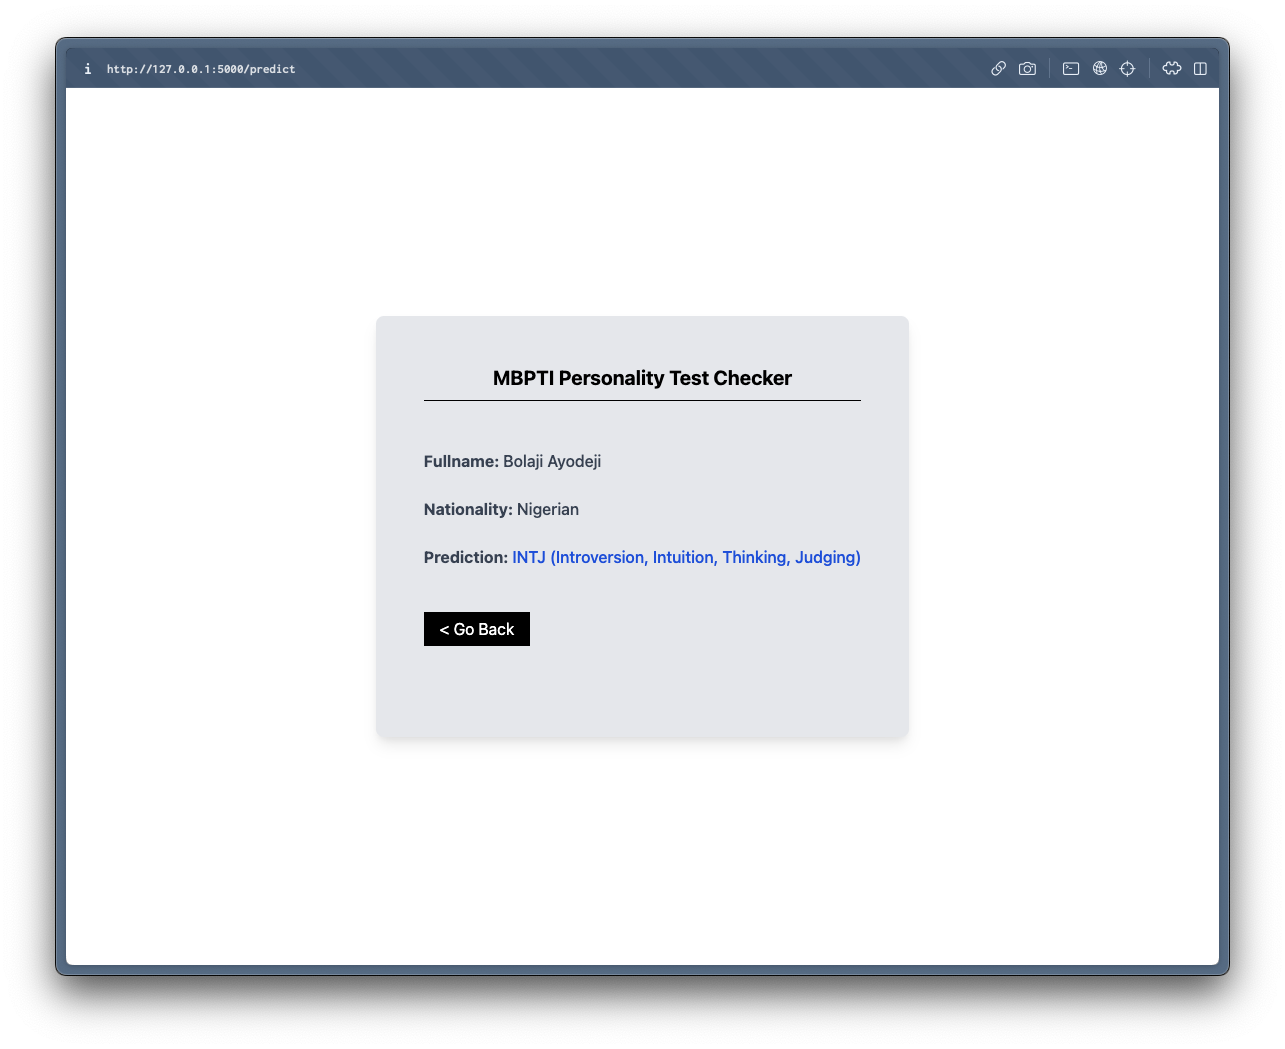 i http://127.0.0.1:5000/predict
MBPTI Personality Test Checker
Fullname: Bolaji Ayodeji
Nationality: Nigerian
Prediction: INTJ (Introversion, Intuition, Thinking, Judging)
< Go Back